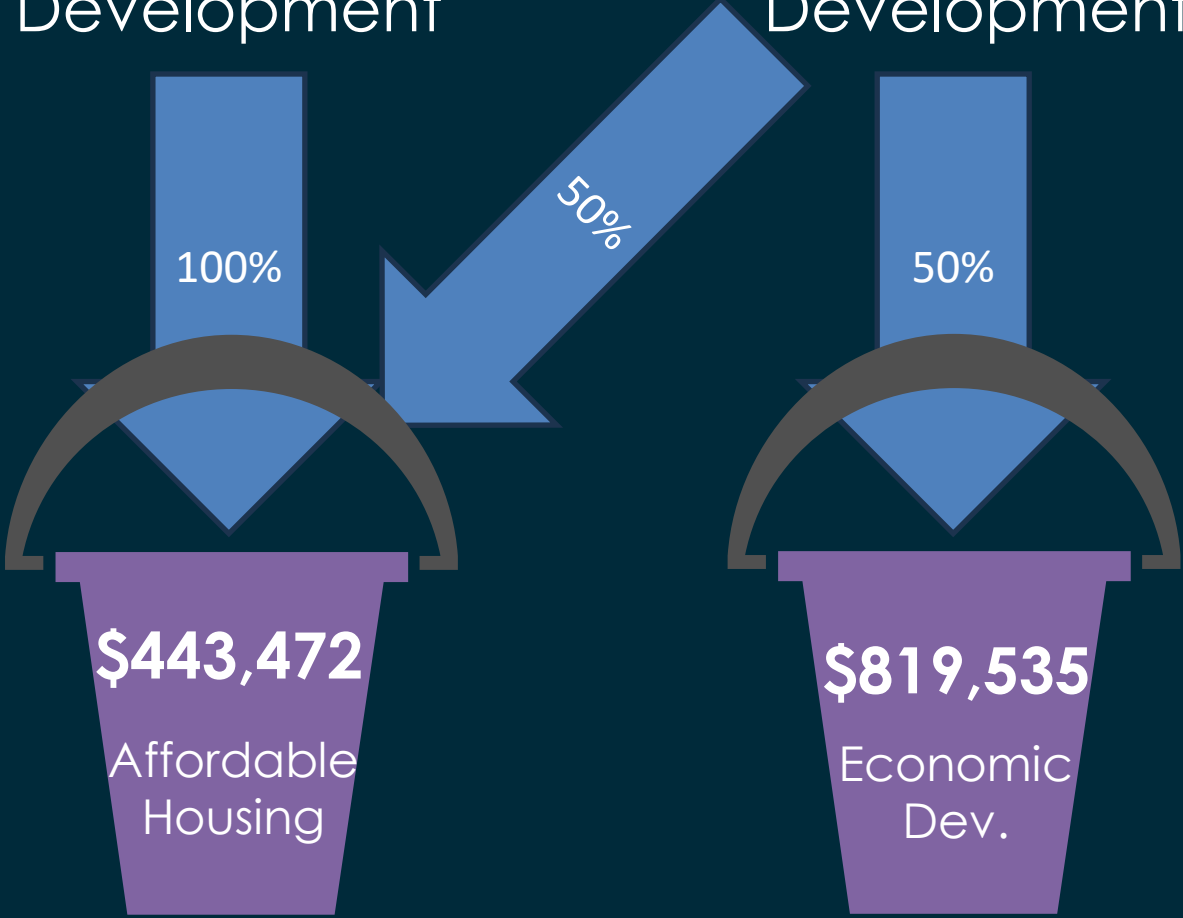 Development
Development
100%
50%
50%
$443,472
Affordable
Housing
$819,535
Economic
Dev.